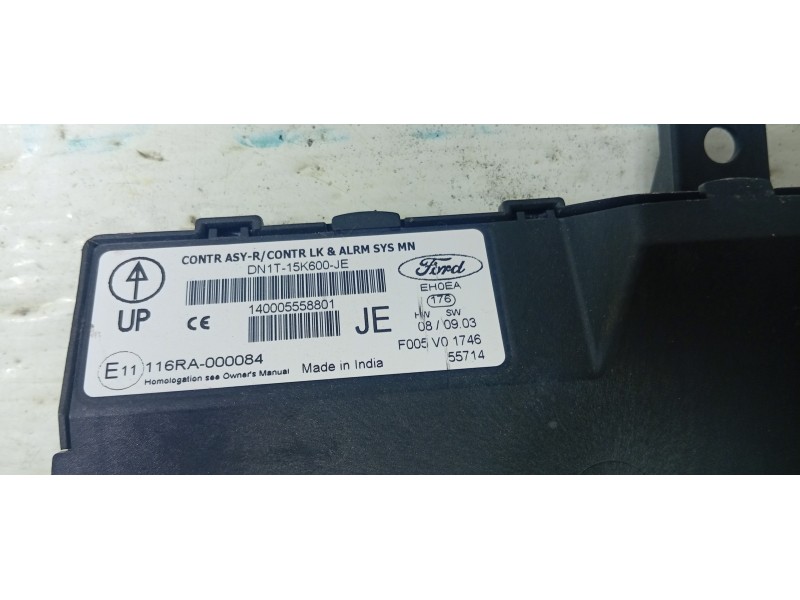 CONTR ASY-R/CONTR LK & ALRM SYS MN
DN1T-15K600-JE
Ford
EH0EA
176
140005558801
UP
CE
JE
HW SW
08 / 09.03
F005 V0 1746
55714
E11 116RA-000084
Made in India
Homologation see Owner's Manual